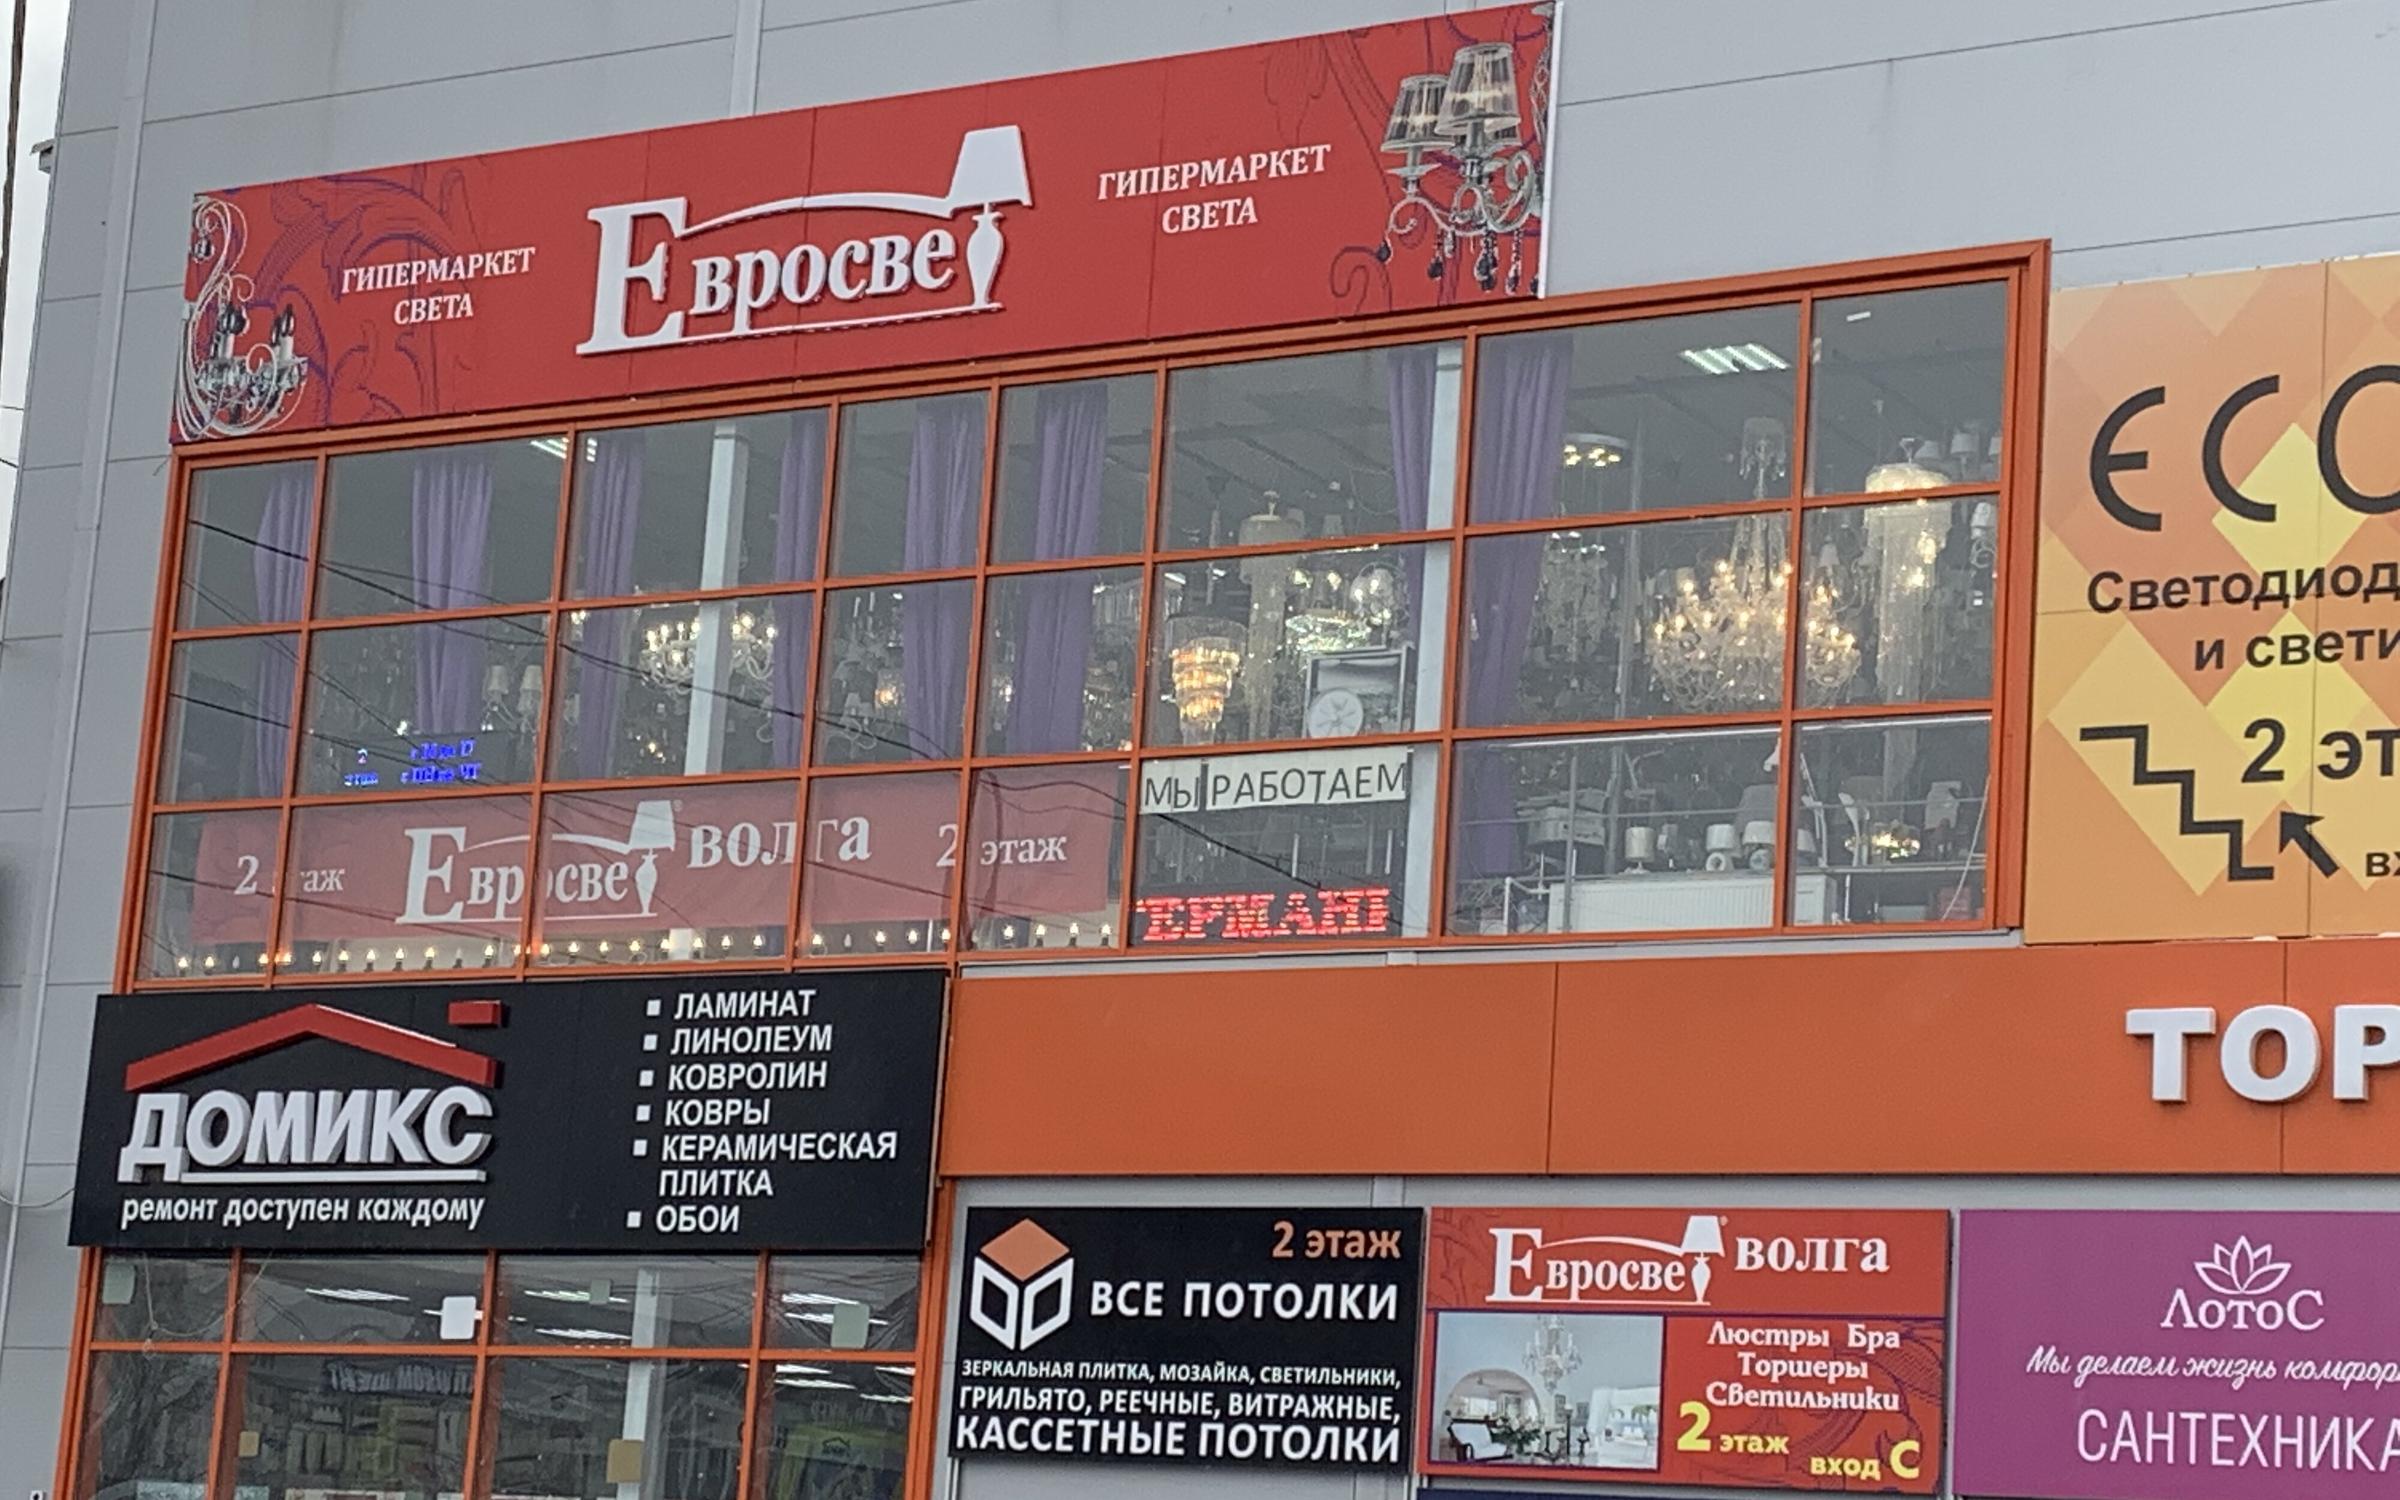 ГИПЕРМАРКЕТ
СВЕТА
Евросвет
ГИПЕРМАРКЕТ
СВЕТА
ECO
Светодиод
и свети
2 эт
вх
2 этаж
Евросвет ВОЛГА
2 этаж
МЫ РАБОТАЕМ
ЕРМАН
ТОР
ДОМИКС
ремонт доступен каждому
▪ ЛАМИНАТ
▪ ЛИНОЛЕУМ
▪ КОВРОЛИН
▪ КОВРЫ
▪ КЕРАМИЧЕСКАЯ
ПЛИТКА
▪ ОБОИ
2 этаж
ВСЕ ПОТОЛКИ
ЗЕРКАЛЬНАЯ ПЛИТКА, МОЗАЙКА, СВЕТИЛЬНИКИ,
ГРИЛЬЯТО, РЕЕЧНЫЕ, ВИТРАЖНЫЕ,
КАССЕТНЫЕ ПОТОЛКИ
Евросвет ВОЛГА
Люстры Бра
Торшеры
Светильники
2 этаж
вход С
ЛотоС
Мы делаем жизнь комфор
САНТЕХНИКА